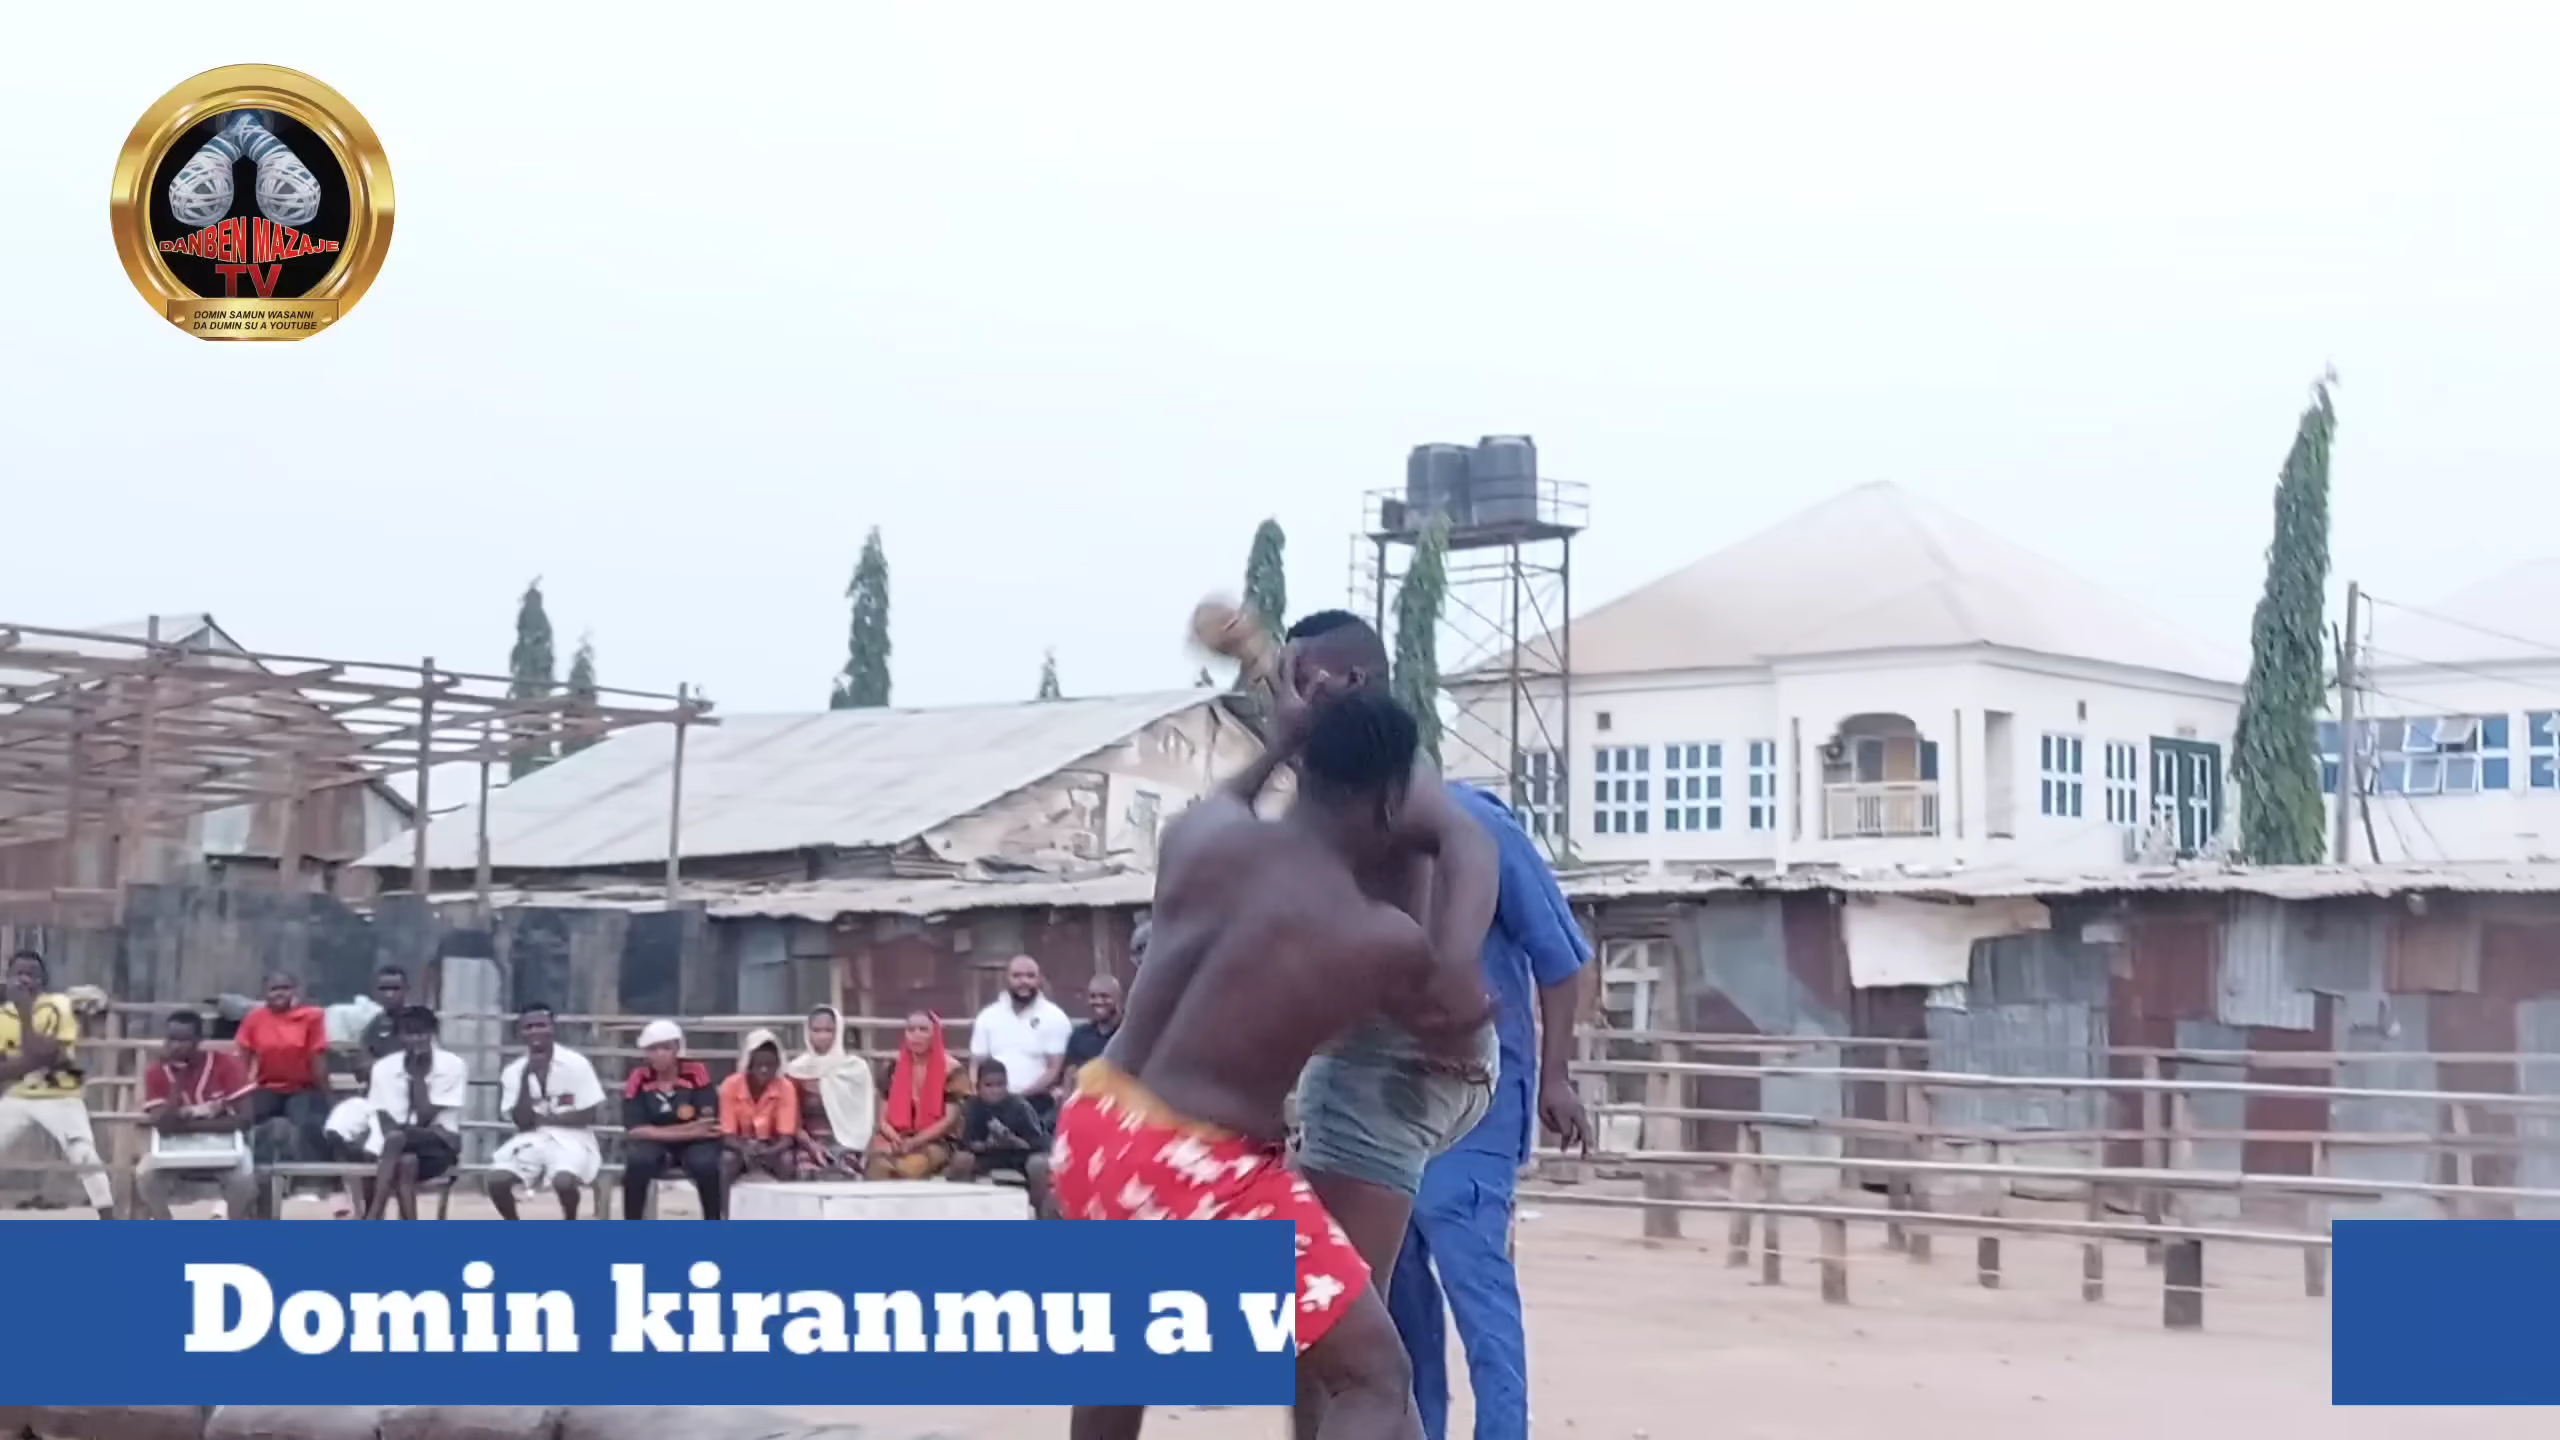 DANBEN MAZAJE
TV
DOMIN SAMUN WASANNI
DA DUMIN SU A YOUTUBE
Domin kiranmu a